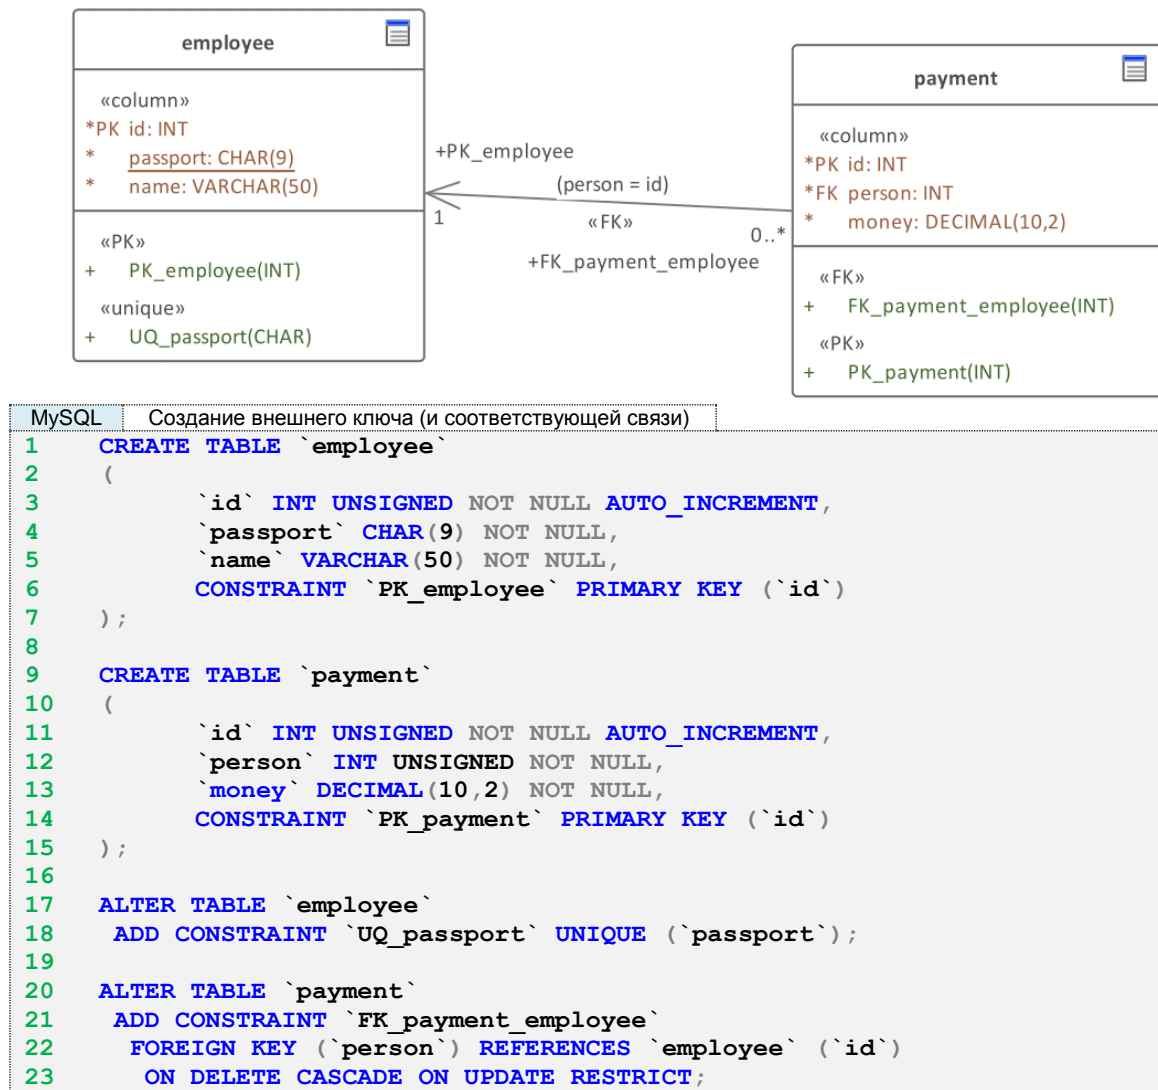 employee
«column»
*PK id: INT
* passport: CHAR(9)
* name: VARCHAR(50)
«PK»
+ PK_employee(INT)
«unique»
+ UQ_passport(CHAR)
+PK_employee
(person = id)
1
«FK»
0..*
+FK_payment_employee
payment
«column»
*PK id: INT
*FK person: INT
* money: DECIMAL(10,2)
«FK»
+ FK_payment_employee(INT)
«PK»
+ PK_payment(INT)
MySQL Создание внешнего ключа (и соответствующей связи)
1 CREATE TABLE `employee`
2 (
3 `id` INT UNSIGNED NOT NULL AUTO_INCREMENT,
4 `passport` CHAR(9) NOT NULL,
5 `name` VARCHAR(50) NOT NULL,
6 CONSTRAINT `PK_employee` PRIMARY KEY (`id`)
7 );
8
9 CREATE TABLE `payment`
10 (
11 `id` INT UNSIGNED NOT NULL AUTO_INCREMENT,
12 `person` INT UNSIGNED NOT NULL,
13 `money` DECIMAL(10,2) NOT NULL,
14 CONSTRAINT `PK_payment` PRIMARY KEY (`id`)
15 );
16
17 ALTER TABLE `employee`
18 ADD CONSTRAINT `UQ_passport` UNIQUE (`passport`);
19
20 ALTER TABLE `payment`
21 ADD CONSTRAINT `FK_payment_employee`
22 FOREIGN KEY (`person`) REFERENCES `employee` (`id`)
23 ON DELETE CASCADE ON UPDATE RESTRICT;